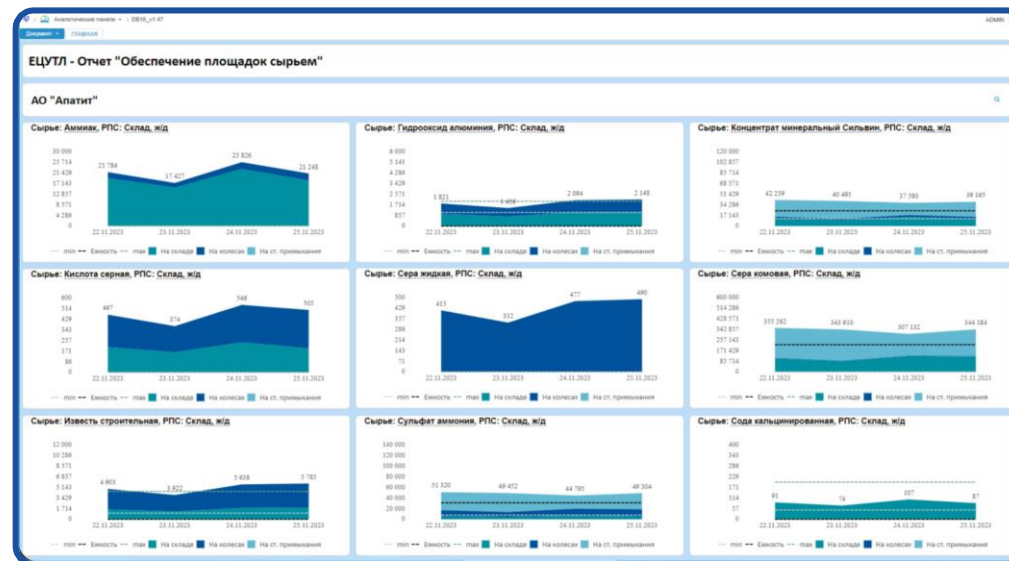 Аналитические панели DB18_v1.47
ADMIN
Документ ГЛАВНАЯ
ЕЦУТЛ - Отчет "Обеспечение площадок сырьем"
АО "Апатит"
Сырье: Аммиак, РПС: Склад, ж/д
30 000
25 714
21 429
17 143
12 857
8 571
4 286
0
21 784 17 427 25 826 21 248
22.11.2023 23.11.2023 24.11.2023 25.11.2023
min Емкость max На складе На колесах На ст. примыкания
Сырье: Гидрооксид алюминия, РПС: Склад, ж/д
6 000
5 143
4 286
3 429
2 571
1 714
857
0
1 821 2 094 2 148
22.11.2023 23.11.2023 24.11.2023 25.11.2023
min Емкость max На складе На колесах На ст. примыкания
Сырье: Концентрат минеральный Сильвин, РПС: Склад, ж/д
120 000
102 857
85 714
68 571
51 429
34 286
17 143
0
42 256 40 491 37 580 39 165
22.11.2023 23.11.2023 24.11.2023 25.11.2023
min Емкость max На складе На колесах На ст. примыкания
Сырье: Кислота серная, РПС: Склад, ж/д
600
514
429
343
257
171
86
0
467 374 546 505
22.11.2023 23.11.2023 24.11.2023 25.11.2023
min Емкость max На складе На колесах На ст. примыкания
Сырье: Сера жидкая, РПС: Склад, ж/д
500
429
357
286
214
143
71
0
415 332 477 490
22.11.2023 23.11.2023 24.11.2023 25.11.2023
min Емкость max На складе На колесах На ст. примыкания
Сырье: Сера комовая, РПС: Склад, ж/д
600 000
514 286
428 571
342 857
257 143
171 429
85 714
0
353 262 343 610 307 132 344 184
22.11.2023 23.11.2023 24.11.2023 25.11.2023
min Емкость max На складе На колесах На ст. примыкания
Сырье: Известь строительная, РПС: Склад, ж/д
12 000
10 286
8 571
6 857
5 143
3 429
1 714
0
4 903 3 922 5 638 5 785
22.11.2023 23.11.2023 24.11.2023 25.11.2023
min Емкость max На складе На колесах На ст. примыкания
Сырье: Сульфат аммония, РПС: Склад, ж/д
140 000
120 000
100 000
80 000
60 000
40 000
20 000
0
51 320 49 452 44 795 49 304
22.11.2023 23.11.2023 24.11.2023 25.11.2023
min Емкость max На складе На колесах На ст. примыкания
Сырье: Сода кальцинированная, РПС: Склад, ж/д
400
343
286
229
171
114
57
0
91 74 107 87
22.11.2023 23.11.2023 24.11.2023 25.11.2023
min Емкость max На складе На колесах На ст. примыкания